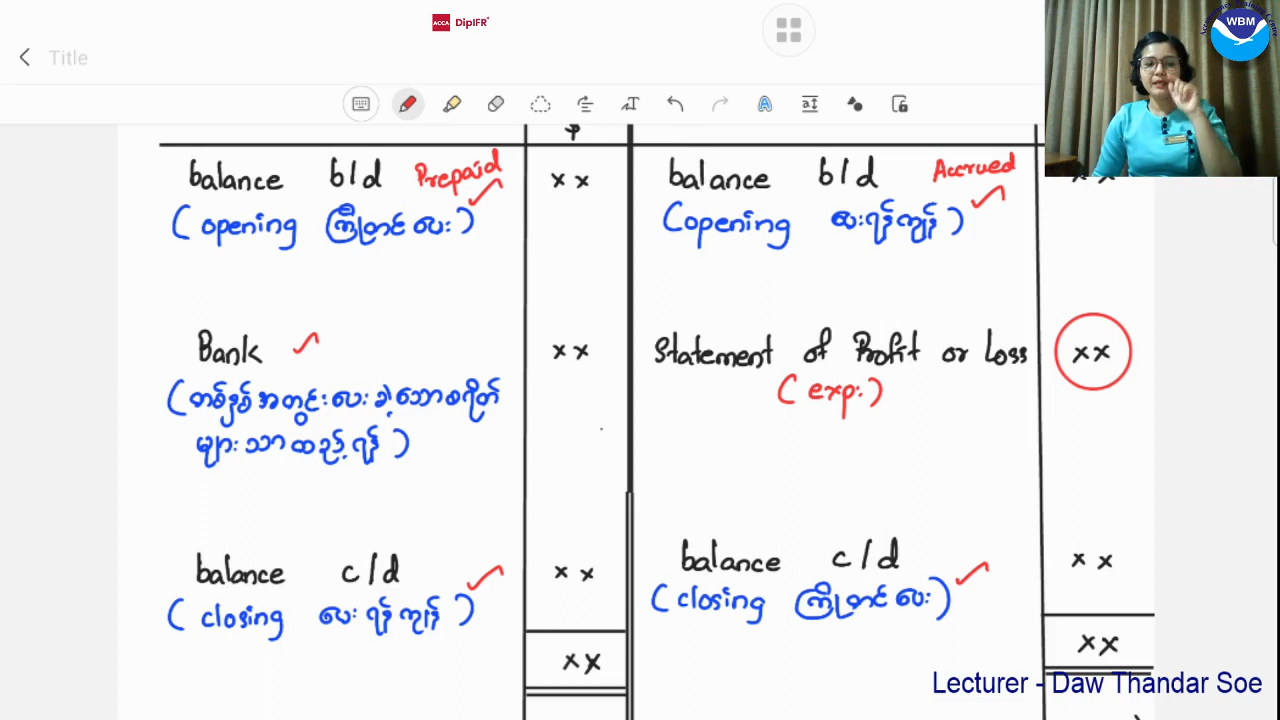 ACCA DipIFR
WBM
Title
$
balance b/d Prepaid xx
(opening ကြိုတင်ပေး)
balance b/d Accrued
(opening ပေးရန်ကျန်)
Bank xx
(တစ်နှစ်အတွင်းပေးခဲ့သောစရိတ်
များသာထည့်ရန်)
Statement of Profit or Loss xx
(exp:)
balance c/d xx
(closing ပေးရန်ကျန်)
xx
balance c/d xx
(closing ကြိုတင်ပေး)
xx
Lecturer - Daw Thandar Soe